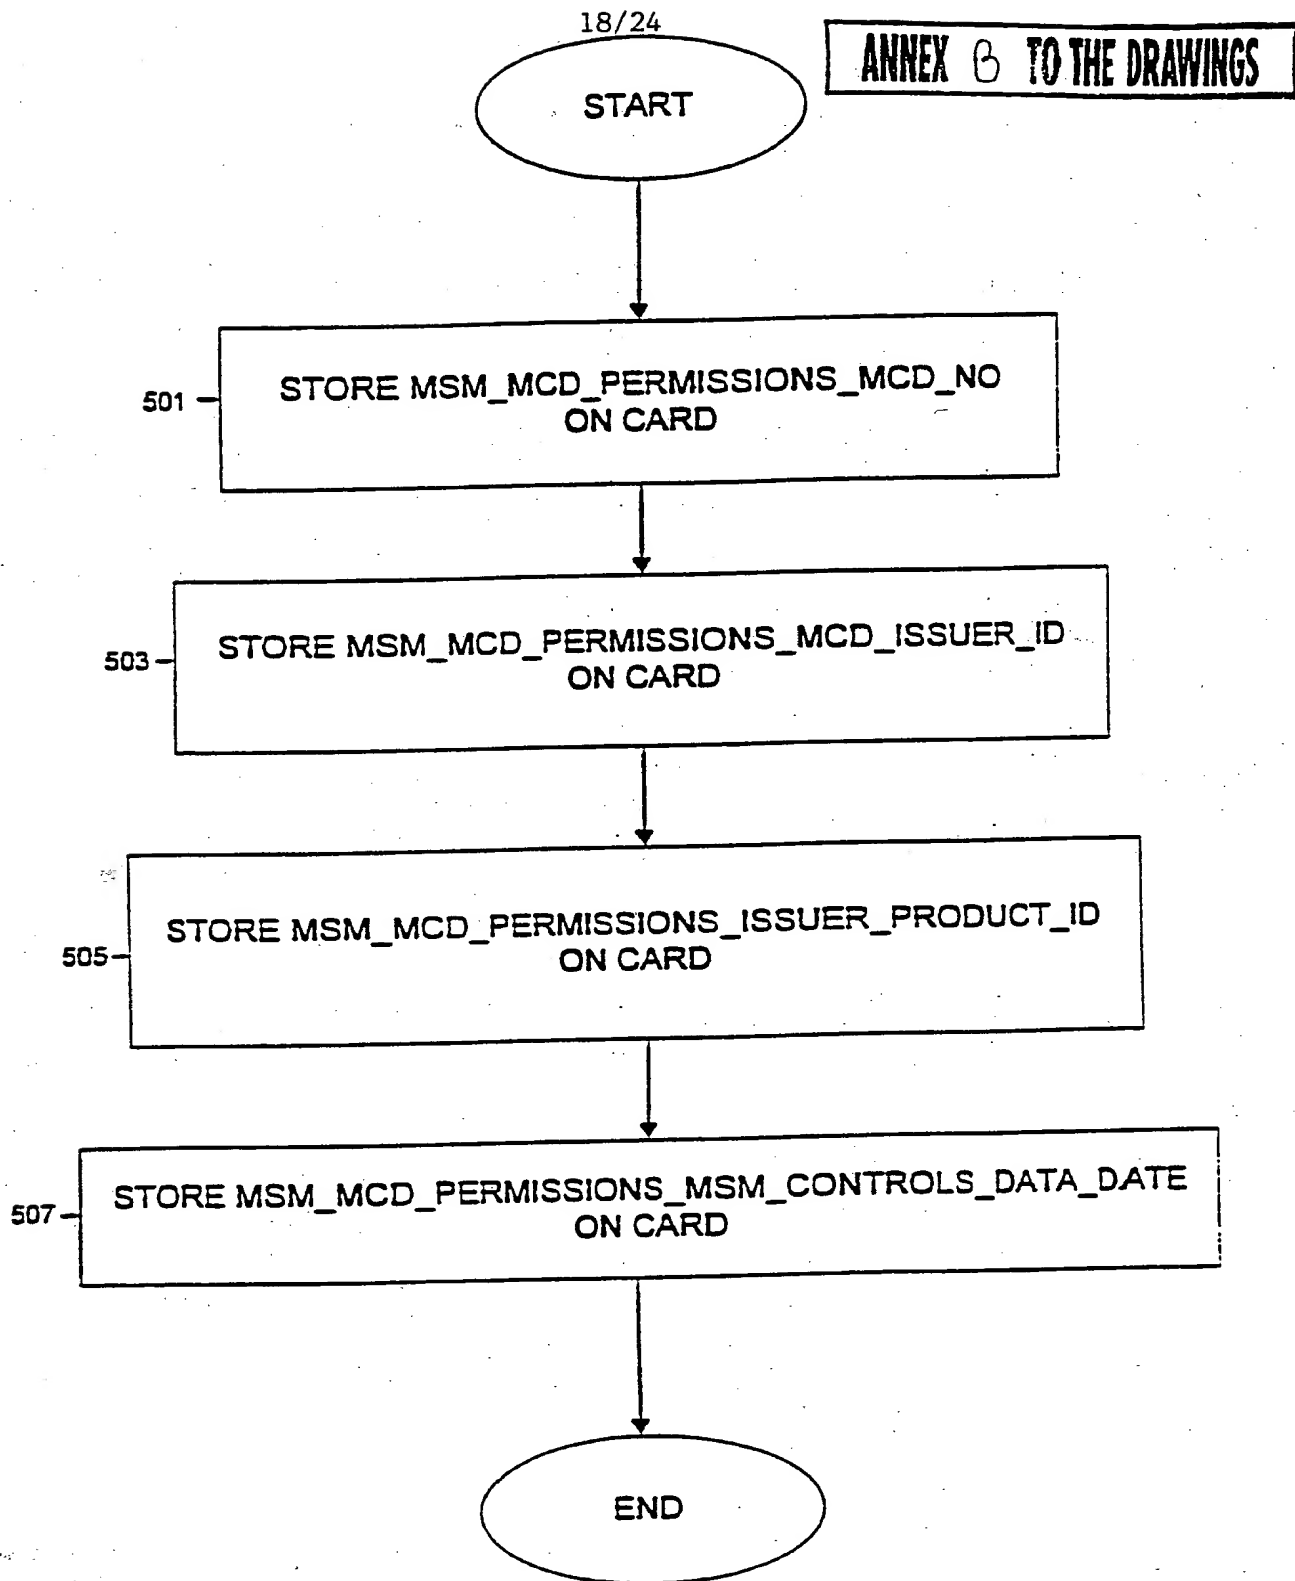 18/24
ANNEX B TO THE DRAWINGS
START
501
STORE MSM_MCD_PERMISSIONS_MCD_NO
ON CARD
503
STORE MSM_MCD_PERMISSIONS_MCD_ISSUER_ID
ON CARD
505
STORE MSM_MCD_PERMISSIONS_ISSUER_PRODUCT_ID
ON CARD
507
STORE MSM_MCD_PERMISSIONS_MSM_CONTROLS_DATA_DATE
ON CARD
END